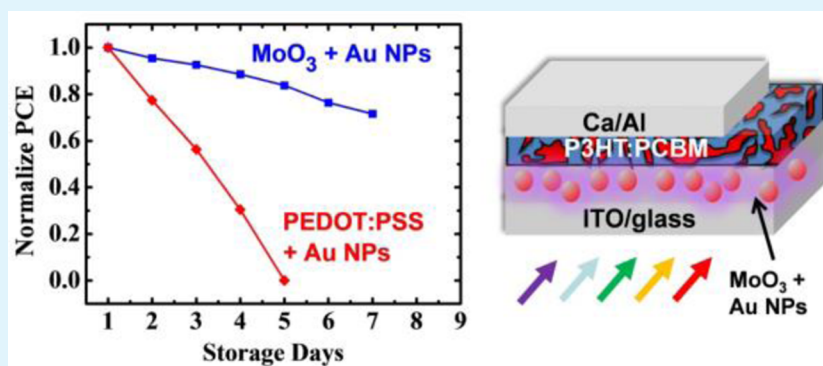 Normalize PCE
1.0
0.8
0.6
0.4
0.2
0.0
MoO₃ + Au NPs
PEDOT:PSS
+ Au NPs
1 2 3 4 5 6 7 8 9
Storage Days
Ca/Al
P3HT:PCBM
ITO/glass
MoO₃ +
Au NPs